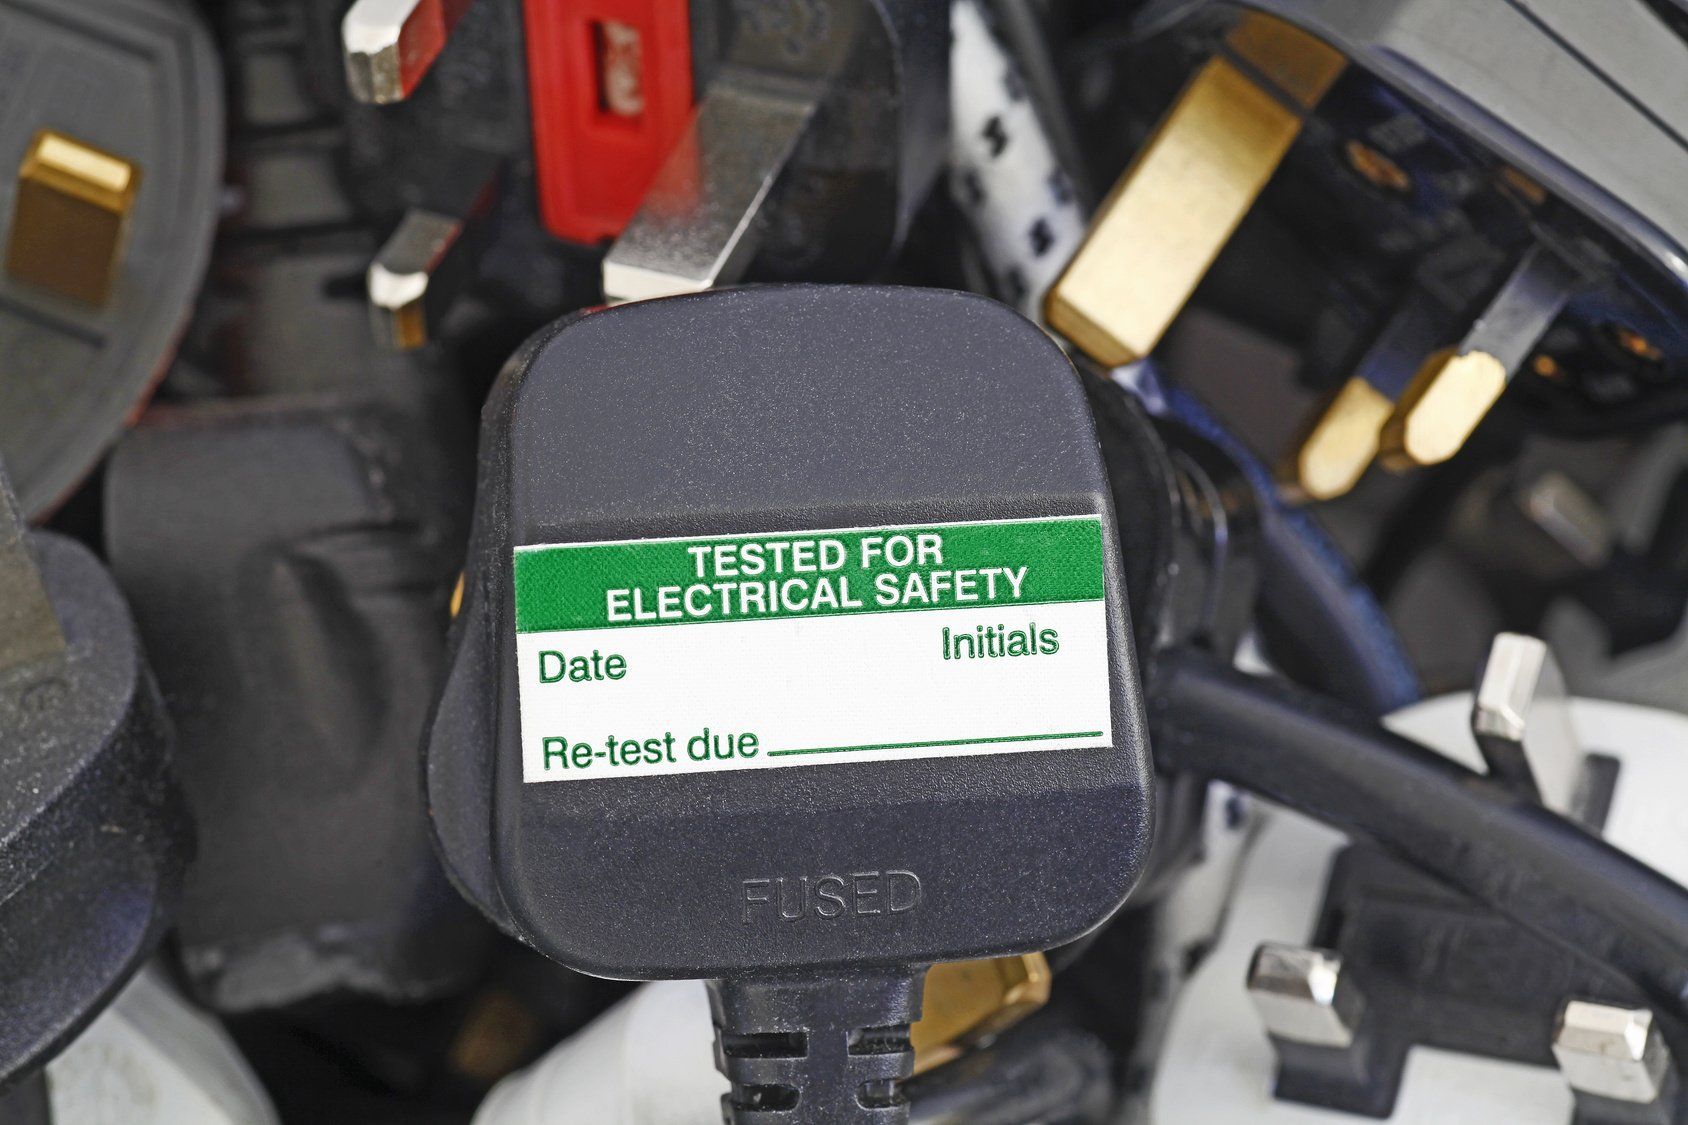 TESTED FOR
ELECTRICAL SAFETY
Date
Initials
Re-test due
FUSED